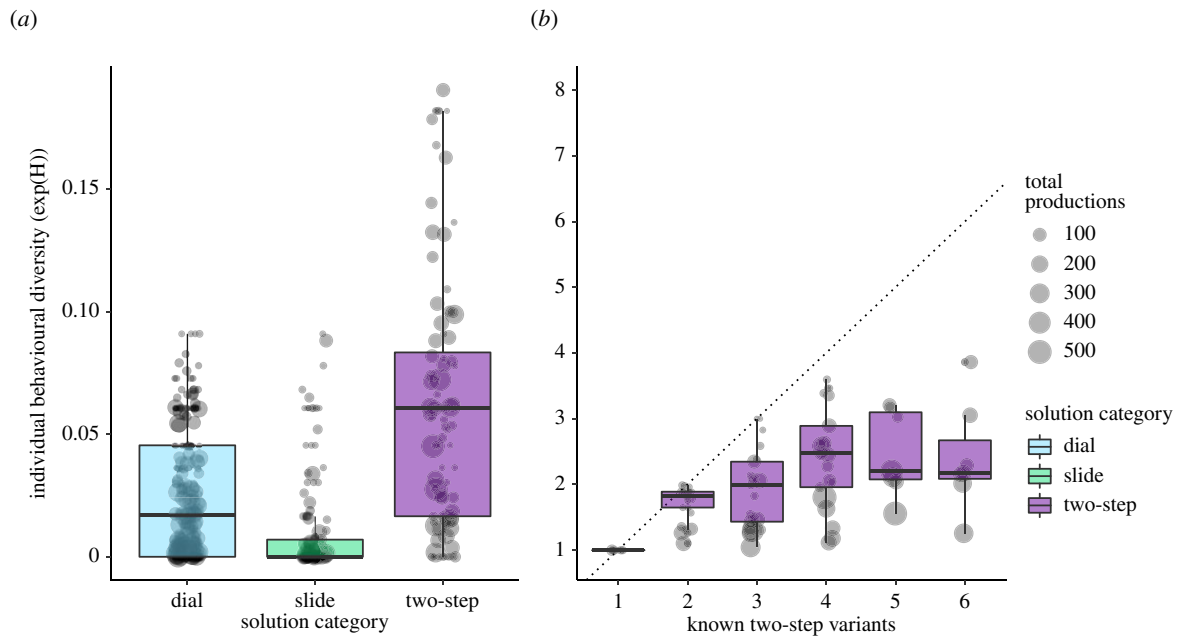 (a)
individual behavioural diversity (exp(H))
0.15
0.10
0.05
0
dial
slide
two-step
solution category
(b)
8
7
6
5
4
3
2
1
1
2
3
4
5
6
known two-step variants
total
productions
100
200
300
400
500
solution category
dial
slide
two-step